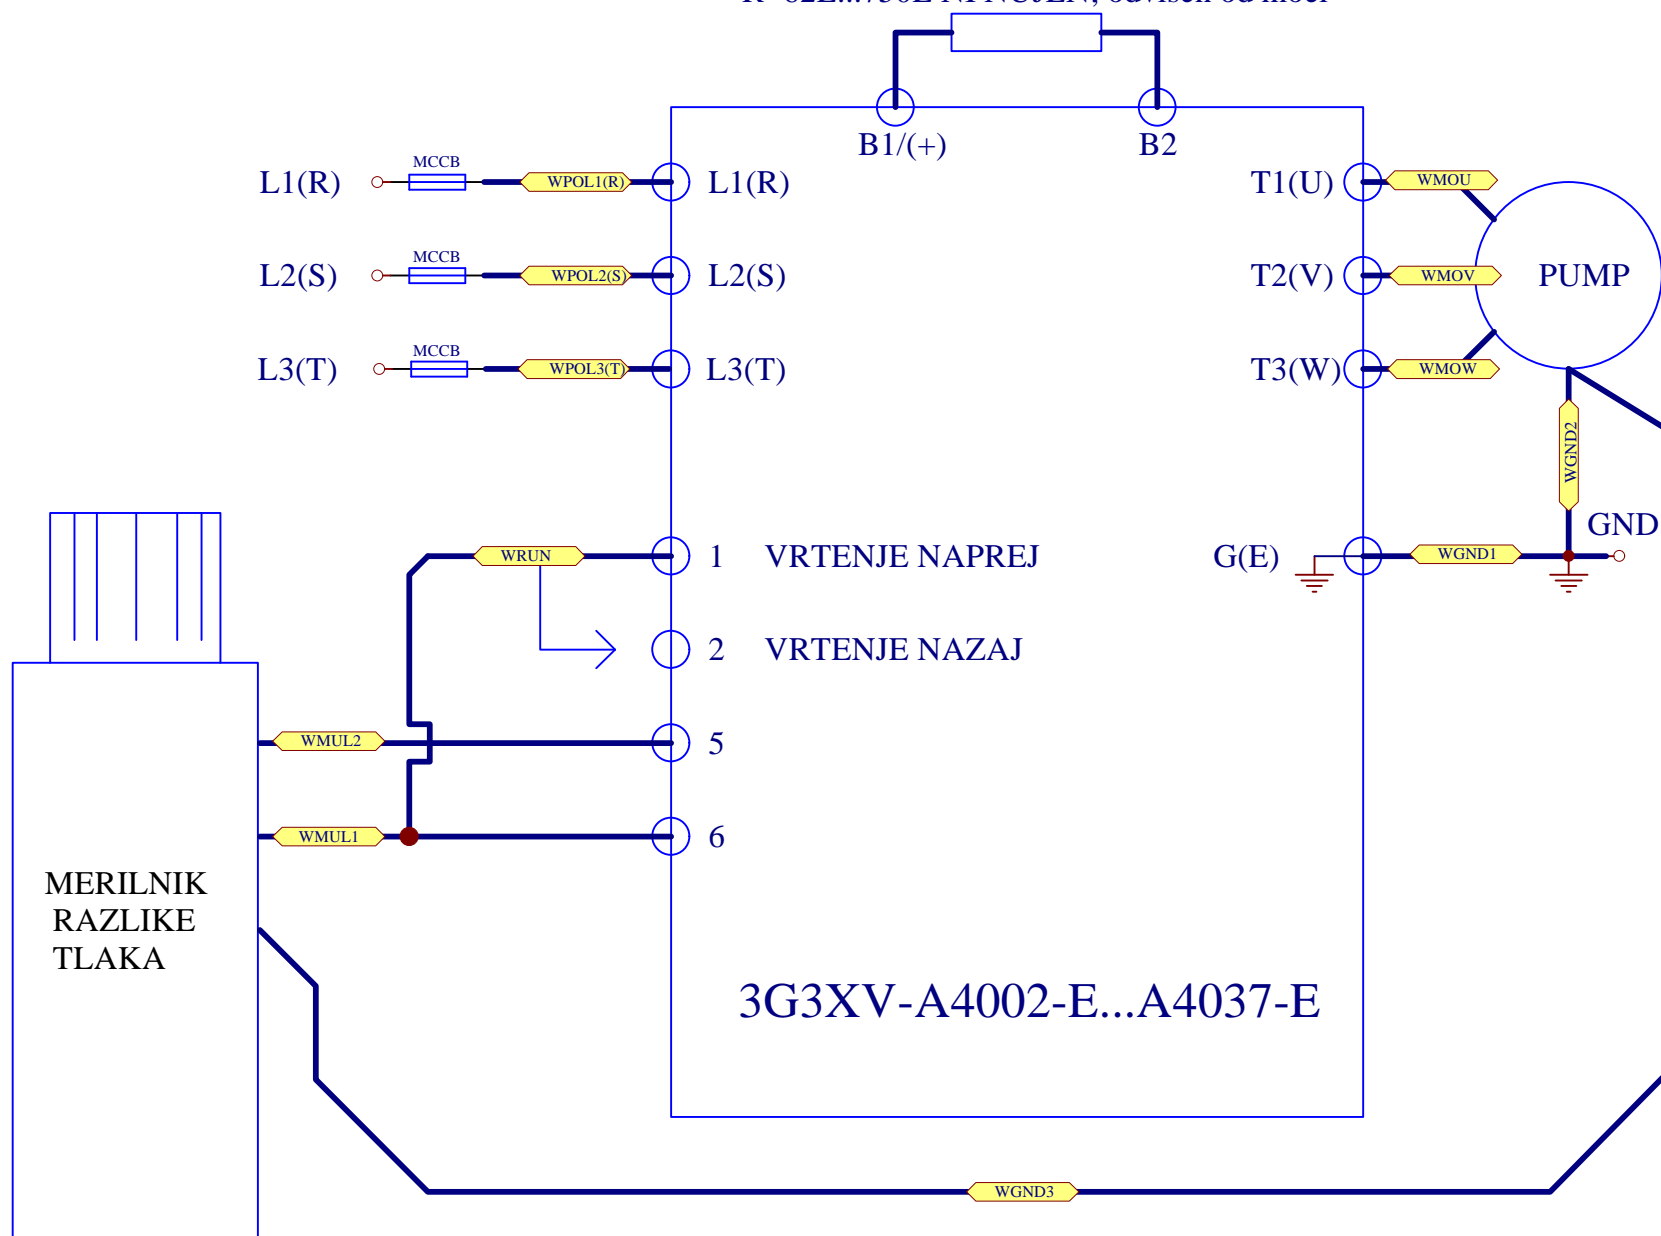 L1(R) MCCB WPOL1(R) L1(R)
B1/(+) B2
T1(U) WMOU
L2(S) MCCB WPOL2(S) L2(S)
T2(V) WMOV PUMP
L3(T) MCCB WPOL3(T) L3(T)
T3(W) WMOW
WGND2
GND
WRUN 1 VRTENJE NAPREJ
G(E) WGND1
2 VRTENJE NAZAJ
WMUL2 5
WMUL1 6
MERILNIK
RAZLIKE
TLAKA
3G3XV-A4002-E...A4037-E
WGND3